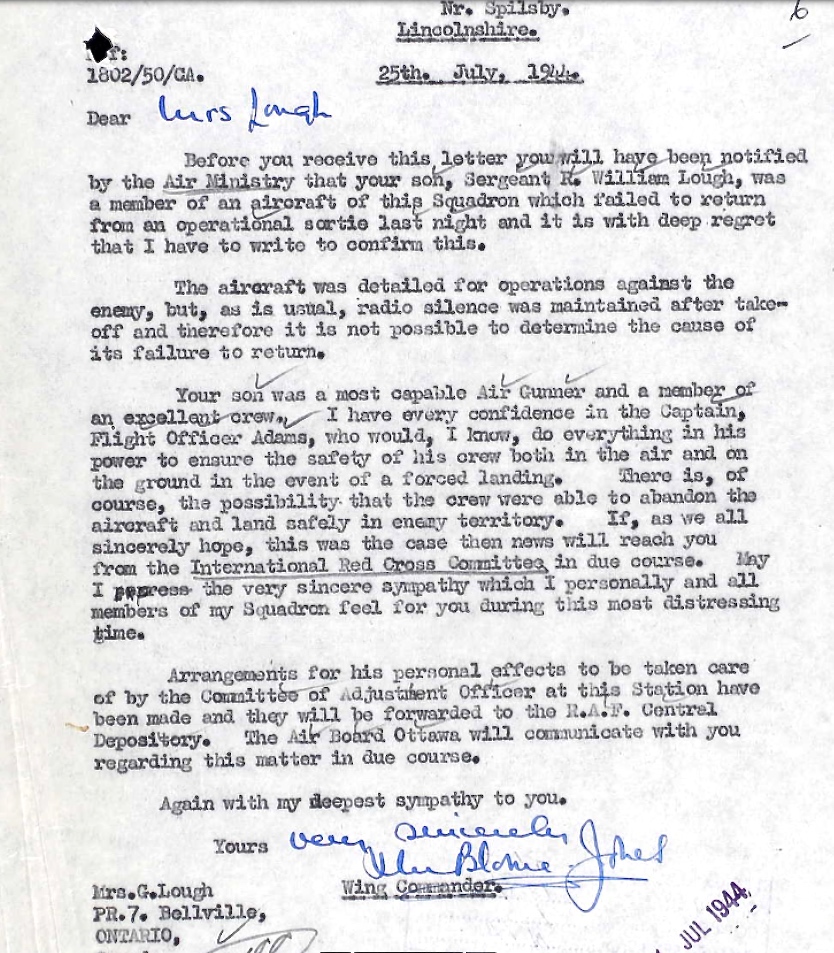 Nr. Spilsby.
Lincolnshire.
6
1802/50/GA.
25th. July, 1944.
Dear Mrs Lough
Before you receive this letter you will have been notified
by the Air Ministry that your son, Sergeant R. William Lough, was
a member of an aircraft of this Squadron which failed to return
from an operational sortie last night and it is with deep regret
that I have to write to confirm this.
The aircraft was detailed for operations against the
enemy, but, as is usual, radio silence was maintained after take-
off and therefore it is not possible to determine the cause of
its failure to return.
Your son was a most capable Air Gunner and a member of
an excellent crew. I have every confidence in the Captain,
Flight Officer Adams, who would, I know, do everything in his
power to ensure the safety of his crew both in the air and on
the ground in the event of a forced landing. There is, of
course, the possibility that the crew were able to abandon the
aircraft and land safely in enemy territory. If, as we all
sincerely hope, this was the case then news will reach you
from the International Red Cross Committee in due course. May
I the very sincere sympathy which I personally and all
members of my Squadron feel for you during this most distressing
time.
Arrangements for his personal effects to be taken care
of by the Committee of Adjustment Officer at this Station have
been made and they will be forwarded to the R.A.F. Central
Depository. The Air Board Ottawa will communicate with you
regarding this matter in due course.
Again with my deepest sympathy to you.
Yours very sincerely
Jones
Wing Commander.
Mrs.G.Lough
PR.7. Bellville,
ONTARIO,
JUL 1944